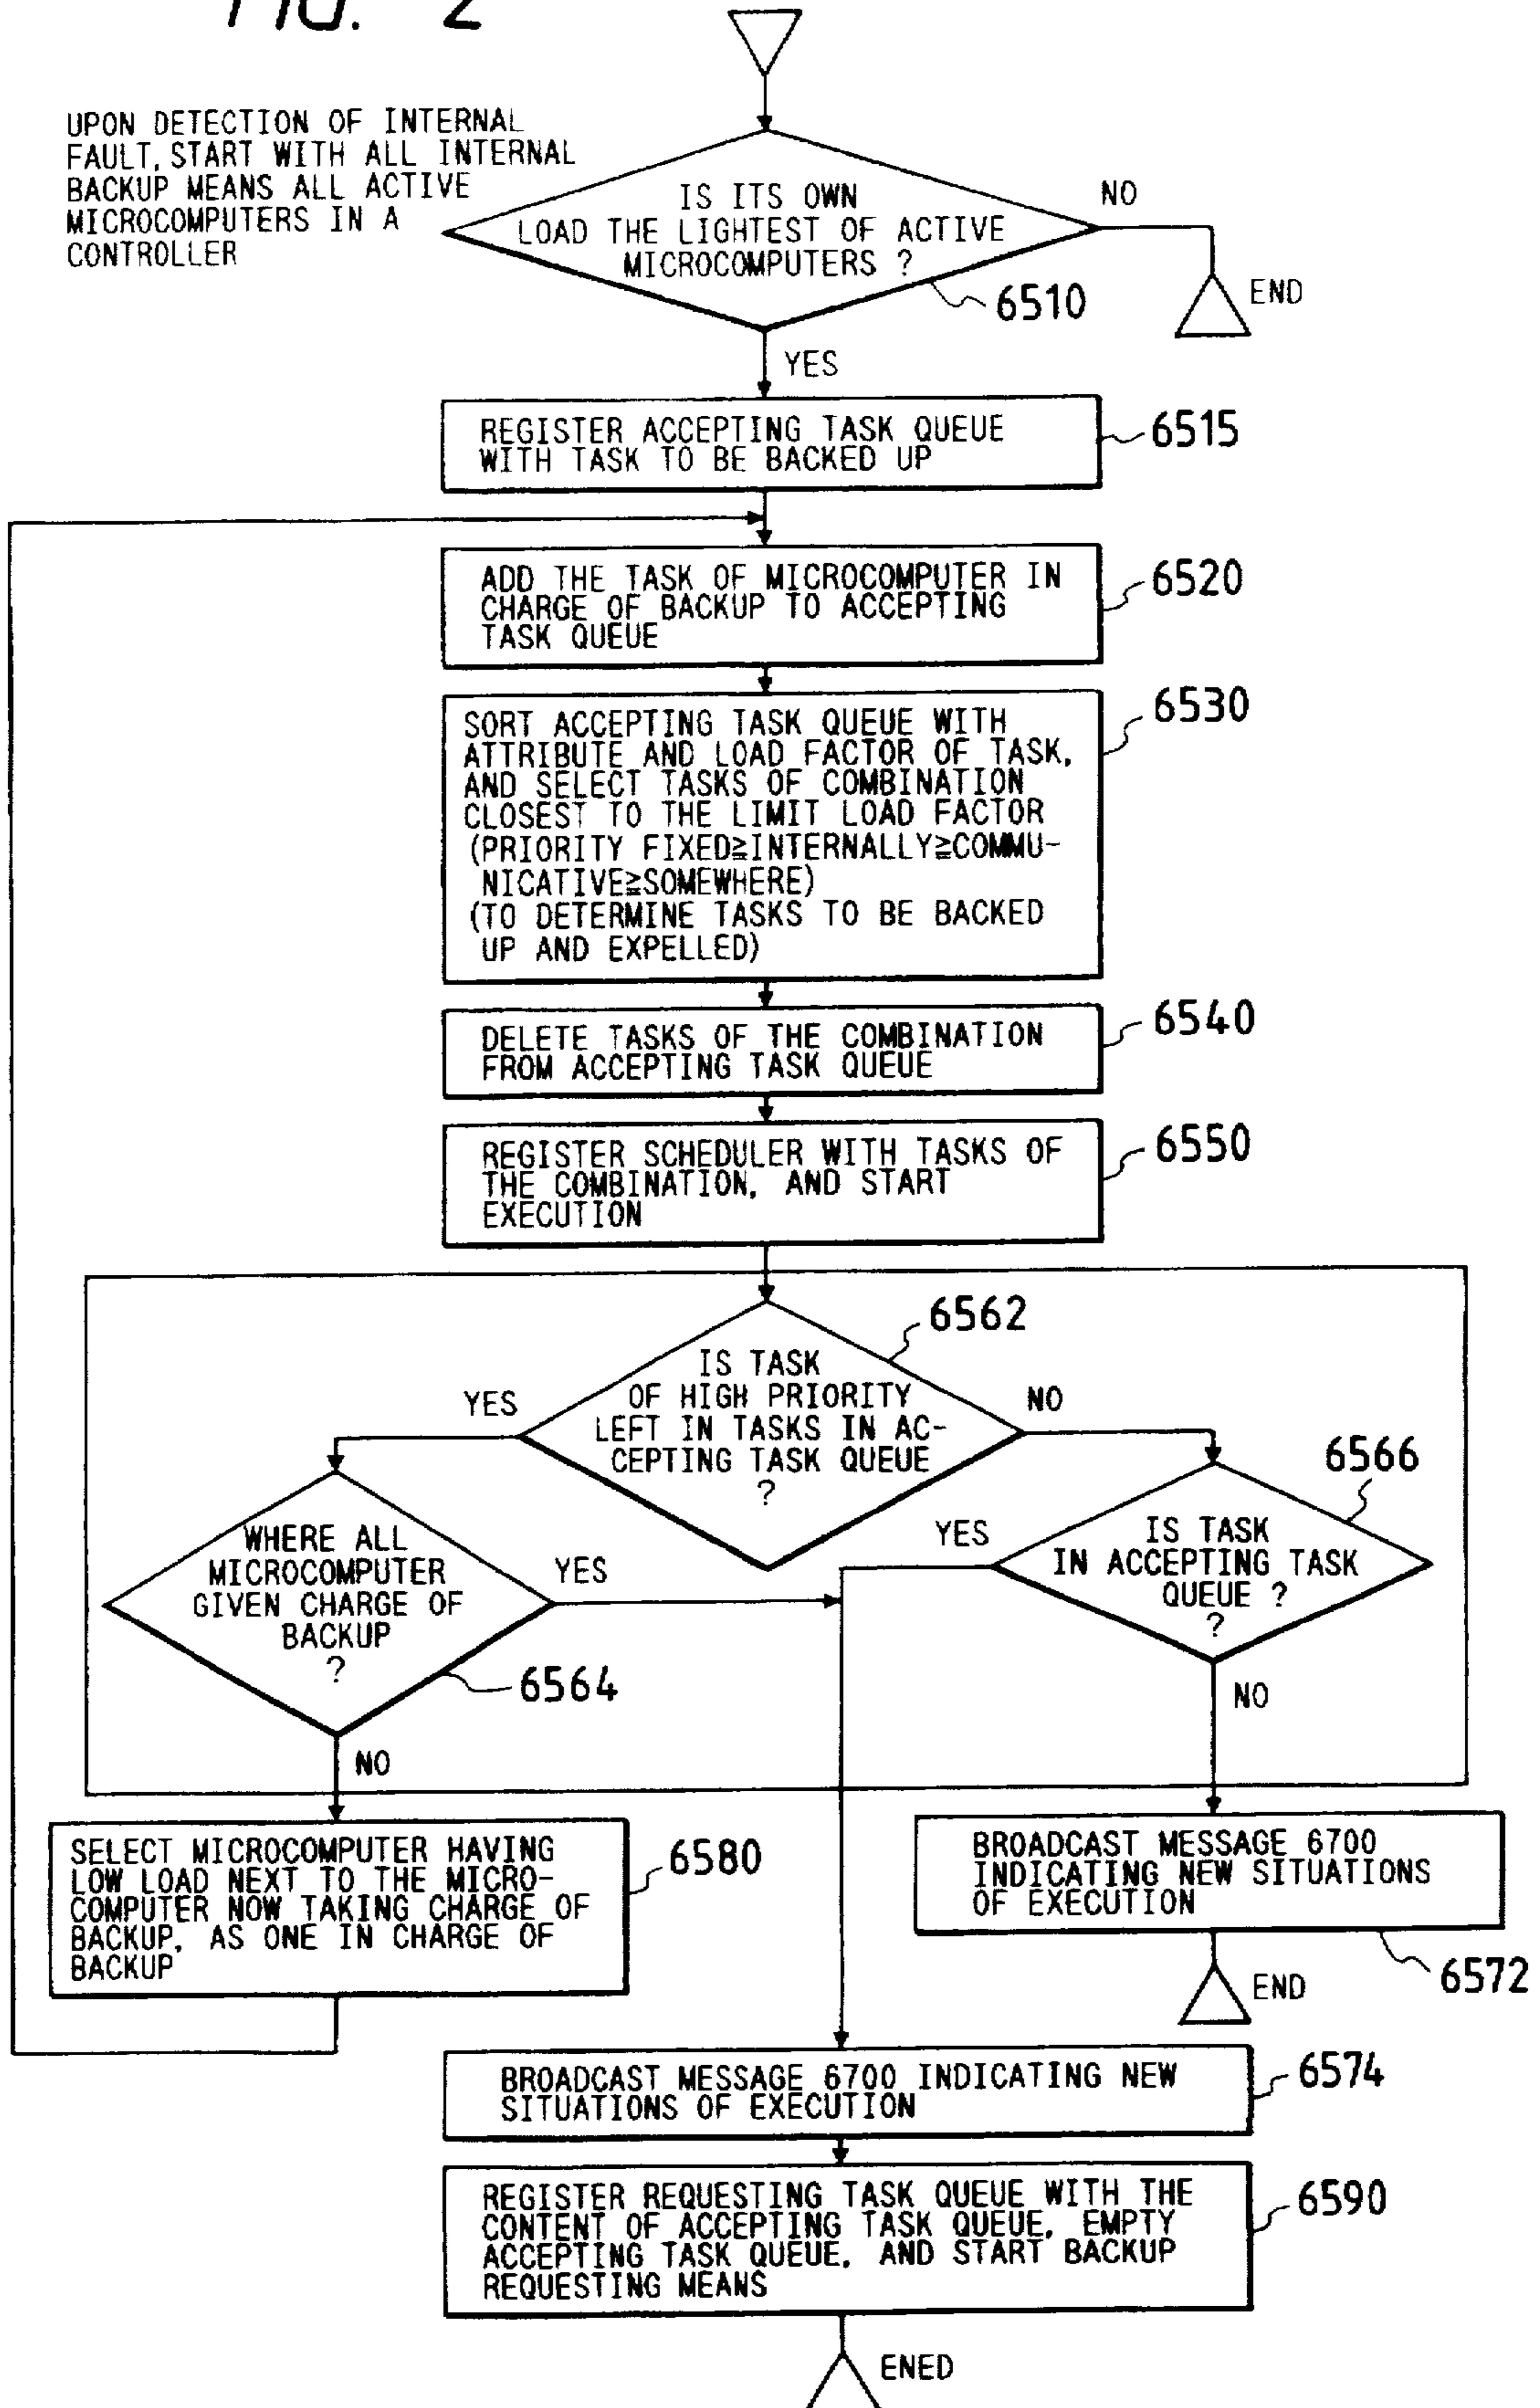 FIG. 2
UPON DETECTION OF INTERNAL
FAULT, START WITH ALL INTERNAL
BACKUP MEANS ALL ACTIVE
MICROCOMPUTERS IN A
CONTROLLER
IS ITS OWN
LOAD THE LIGHTEST OF ACTIVE
MICROCOMPUTERS ?
NO
END
6510
YES
REGISTER ACCEPTING TASK QUEUE
WITH TASK TO BE BACKED UP
6515
ADD THE TASK OF MICROCOMPUTER IN
CHARGE OF BACKUP TO ACCEPTING
TASK QUEUE
6520
SORT ACCEPTING TASK QUEUE WITH
ATTRIBUTE AND LOAD FACTOR OF TASK,
AND SELECT TASKS OF COMBINATION
CLOSEST TO THE LIMIT LOAD FACTOR
(PRIORITY FIXED≧INTERNALLY≧COMMU-
NICATIVE≧SOMEWHERE)
(TO DETERMINE TASKS TO BE BACKED
UP AND EXPELLED)
6530
DELETE TASKS OF THE COMBINATION
FROM ACCEPTING TASK QUEUE
6540
REGISTER SCHEDULER WITH TASKS OF
THE COMBINATION, AND START
EXECUTION
6550
6562
IS TASK
OF HIGH PRIORITY
LEFT IN TASKS IN AC-
CEPTING TASK QUEUE
?
YES
NO
6566
WHERE ALL
MICROCOMPUTER
GIVEN CHARGE OF
BACKUP
?
YES
6564
NO
YES
IS TASK
IN ACCEPTING TASK
QUEUE ?
?
NO
SELECT MICROCOMPUTER HAVING
LOW LOAD NEXT TO THE MICRO-
COMPUTER NOW TAKING CHARGE OF
BACKUP, AS ONE IN CHARGE OF
BACKUP
6580
BROADCAST MESSAGE 6700
INDICATING NEW SITUATIONS
OF EXECUTION
6572
END
BROADCAST MESSAGE 6700 INDICATING NEW
SITUATIONS OF EXECUTION
6574
REGISTER REQUESTING TASK QUEUE WITH THE
CONTENT OF ACCEPTING TASK QUEUE, EMPTY
ACCEPTING TASK QUEUE, AND START BACKUP
REQUESTING MEANS
6590
ENED